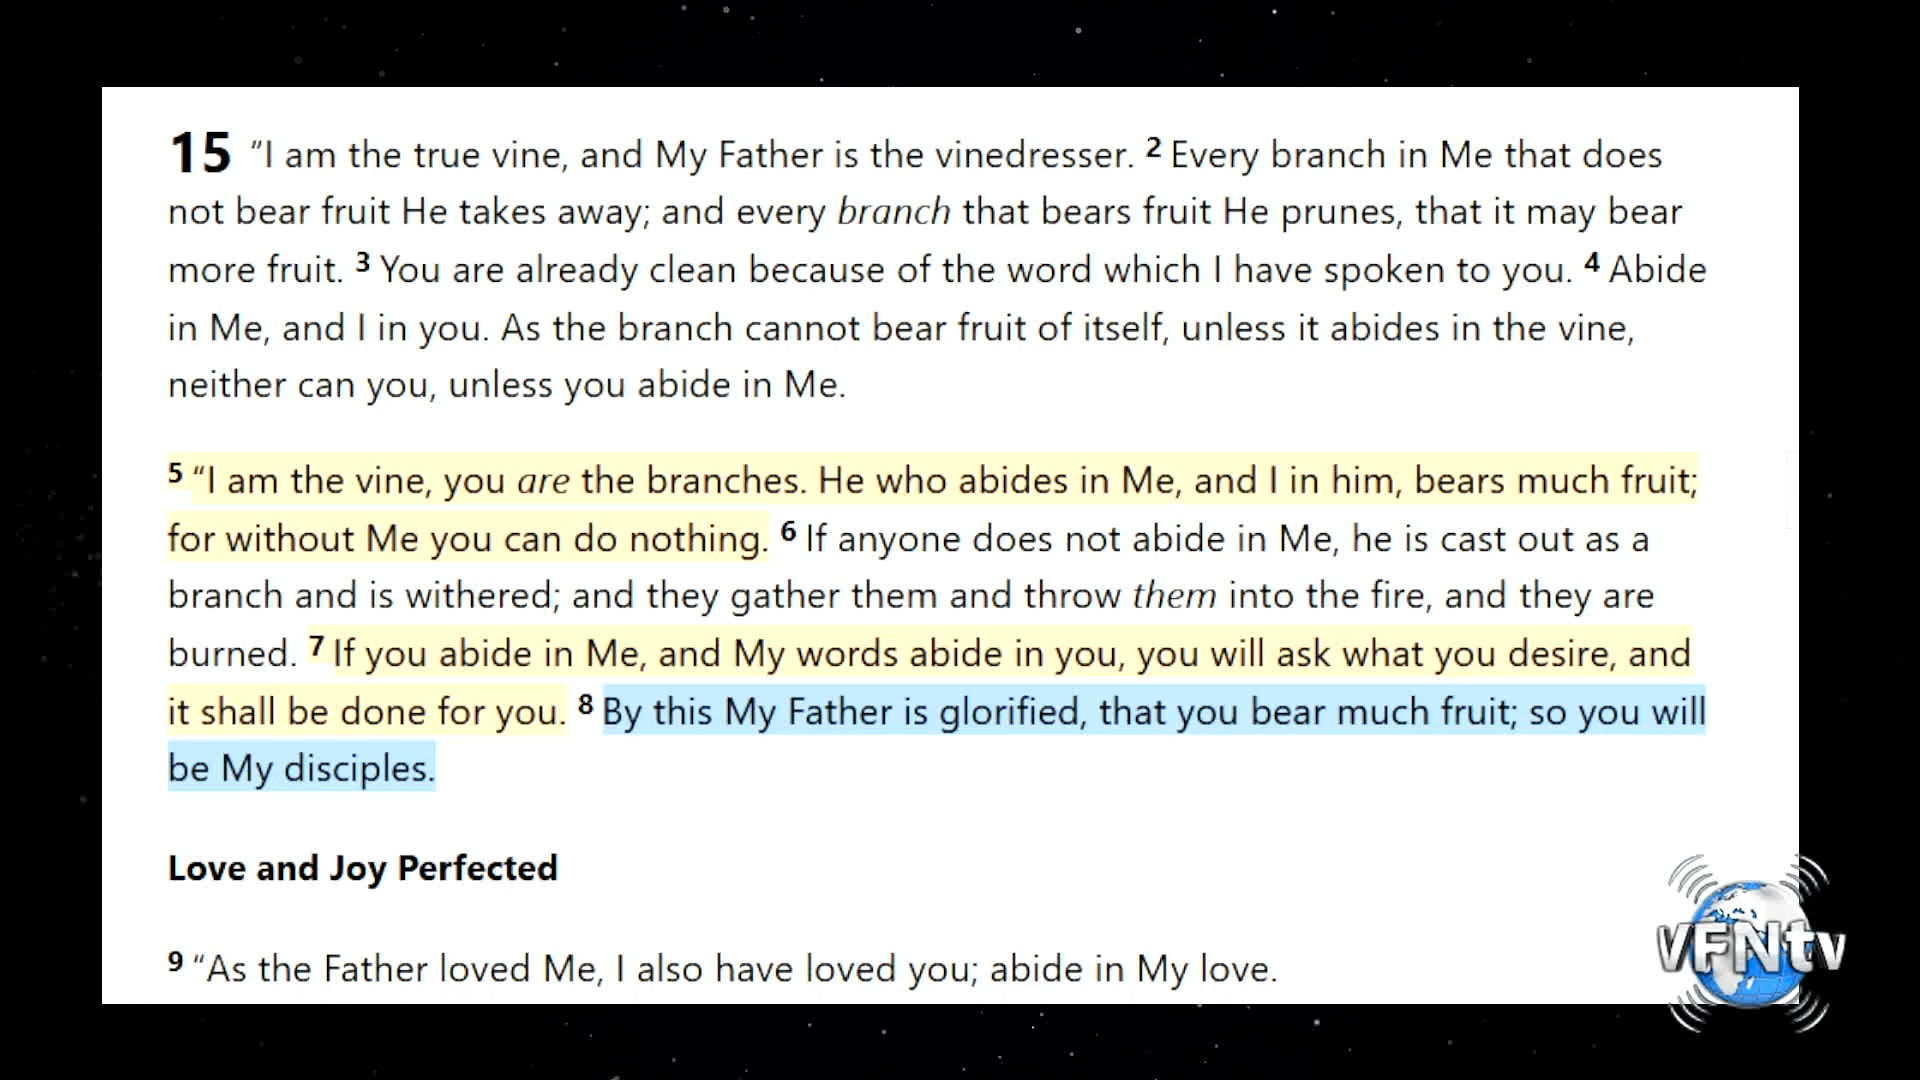 15 “I am the true vine, and My Father is the vinedresser. 2 Every branch in Me that does
not bear fruit He takes away; and every branch that bears fruit He prunes, that it may bear
more fruit. 3 You are already clean because of the word which I have spoken to you. 4 Abide
in Me, and I in you. As the branch cannot bear fruit of itself, unless it abides in the vine,
neither can you, unless you abide in Me.
5 “I am the vine, you are the branches. He who abides in Me, and I in him, bears much fruit;
for without Me you can do nothing. 6 If anyone does not abide in Me, he is cast out as a
branch and is withered; and they gather them and throw them into the fire, and they are
burned. 7 If you abide in Me, and My words abide in you, you will ask what you desire, and
it shall be done for you. 8 By this My Father is glorified, that you bear much fruit; so you will
be My disciples.
Love and Joy Perfected
9 “As the Father loved Me, I also have loved you; abide in My love.
VFNtv